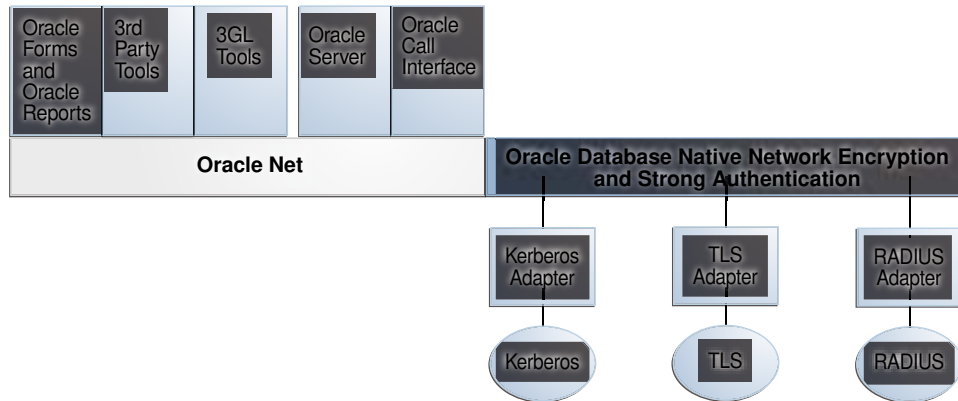 Oracle
Forms
and
Oracle
Reports
3rd
Party
Tools
3GL
Tools
Oracle
Server
Oracle
Call
Interface
Oracle Net
Oracle Database Native Network Encryption
and Strong Authentication
Kerberos
Adapter
TLS
Adapter
RADIUS
Adapter
Kerberos
TLS
RADIUS